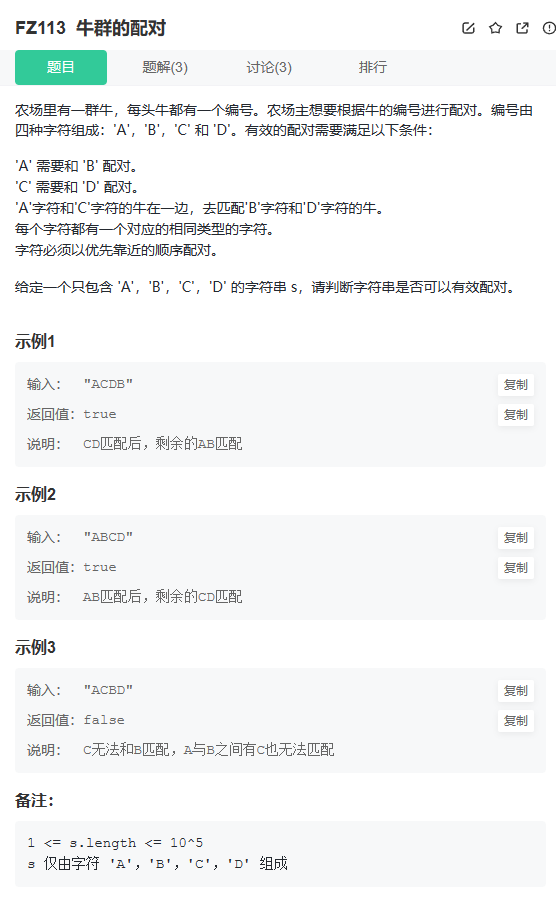 FZ113 牛群的配对
题目 题解(3) 讨论(3) 排行
农场里有一群牛，每头牛都有一个编号。农场主想要根据牛的编号进行配对。编号由
四种字符组成：'A'，'B'，'C' 和 'D'。有效的配对需要满足以下条件：
'A' 需要和 'B' 配对。
'C' 需要和 'D' 配对。
'A'字符和'C'字符的牛在一边，去匹配'B'字符和'D'字符的牛。
每个字符都有一个对应的相同类型的字符。
字符必须以优先靠近的顺序配对。
给定一个只包含 'A'，'B'，'C'，'D' 的字符串 s，请判断字符串是否可以有效配对。
示例1
输入： "ACDB" 复制
返回值：true 复制
说明： CD匹配后，剩余的AB匹配
示例2
输入： "ABCD" 复制
返回值：true 复制
说明： AB匹配后，剩余的CD匹配
示例3
输入： "ACBD" 复制
返回值：false 复制
说明： C无法和B匹配，A与B之间有C也无法匹配
备注：
1 <= s.length <= 10^5
s 仅由字符 'A'，'B'，'C'，'D' 组成